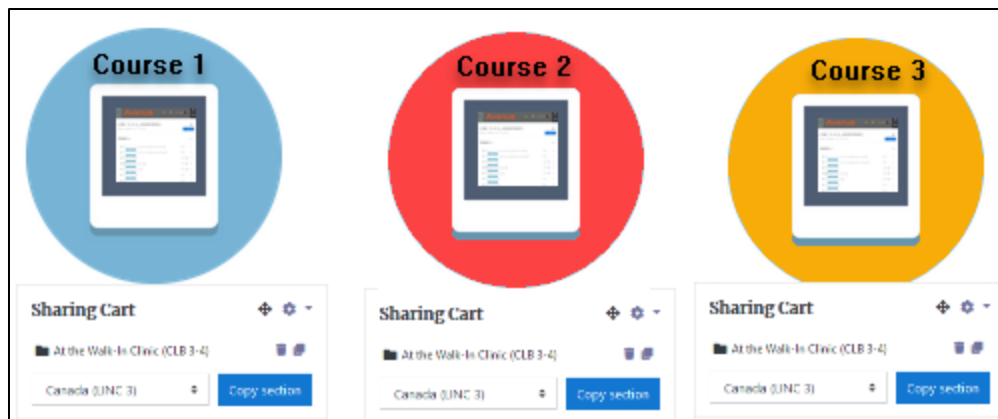 Course 1
Course 2
Course 3
Sharing Cart
At the Walk-In Clinic (CLB 3-4)
Canada (LINC 3)
Copy section
Sharing Cart
At the Walk-In Clinic (CLB 3-4)
Canada (LINC 3)
Copy section
Sharing Cart
At the Walk-In Clinic (CLB 3-4)
Canada (LINC 3)
Copy section